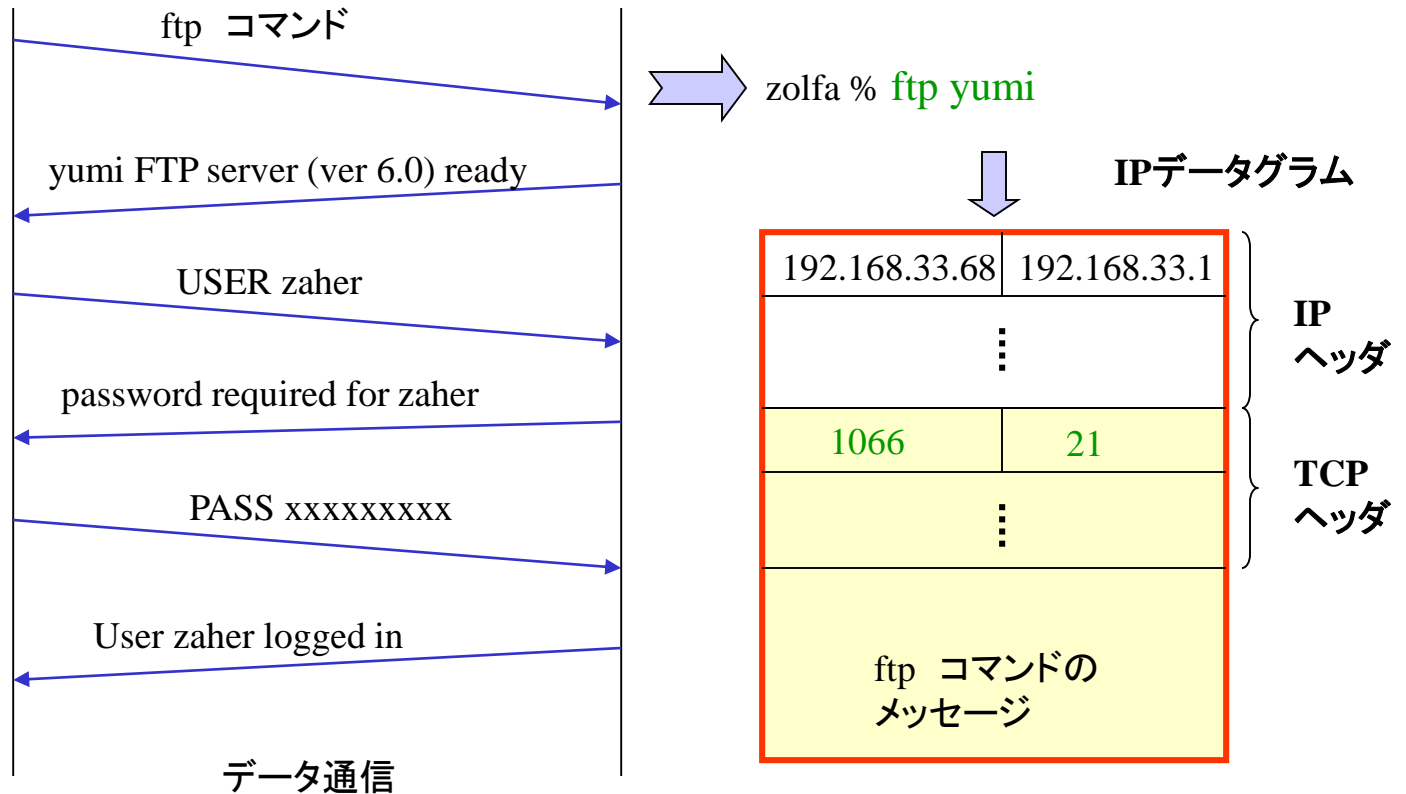 ftp コマンド
yumi FTP server (ver 6.0) ready
USER zaher
password required for zaher
PASS xxxxxxxxx
User zaher logged in
データ通信
zolfa % ftp yumi
IPデータグラム
192.168.33.68 192.168.33.1
IP
ヘッダ
1066 21
TCP
ヘッダ
ftp コマンドの
メッセージ